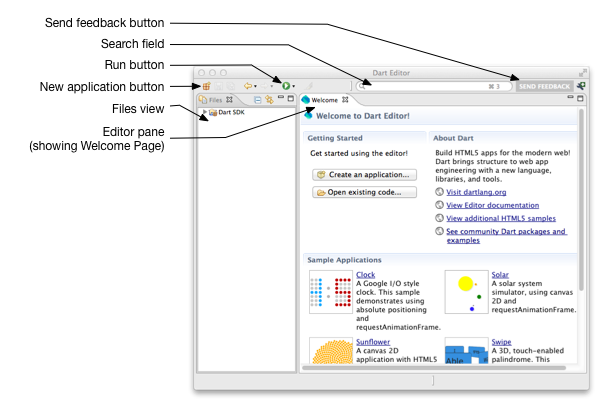 Send feedback button
Search field
Run button
New application button
Files view
Editor pane
(showing Welcome Page)
Dart Editor
⌘3
SEND FEEDBACK
Files
Welcome
Dart SDK
Welcome to Dart Editor!
Getting Started
Get started using the editor!
Create an application...
Open existing code...
About Dart
Build HTML5 apps for the modern web!
Dart brings structure to web app
engineering with a new language,
libraries, and tools.
Visit dartlang.org
View Editor documentation
View additional HTML5 samples
See community Dart packages and
examples
Sample Applications
Clock
A Google I/O style
clock. This sample
demonstrates using
absolute positioning
and
requestAnimationFrame.
Solar
A solar system
simulator, using canvas
2D and
requestAnimationFrame.
Sunflower
A canvas 2D
application with HTML5
Able
Swipe
A 3D, touch-enabled
palindrome. This